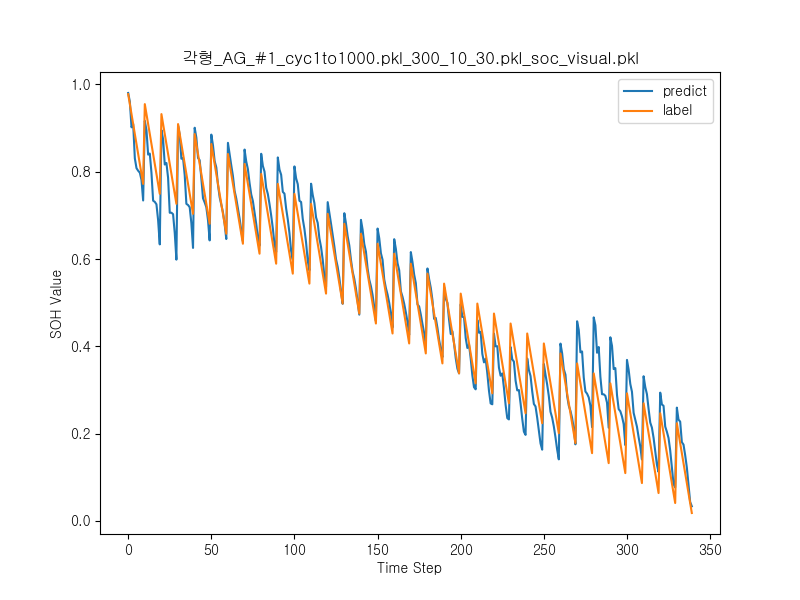 각형_AG_#1_cyc1to1000.pkl_300_10_30.pkl_soc_visual.pkl
predict
label
1.0
0.8
0.6
0.4
0.2
0.0
SOH Value
0 50 100 150 200 250 300 350
Time Step